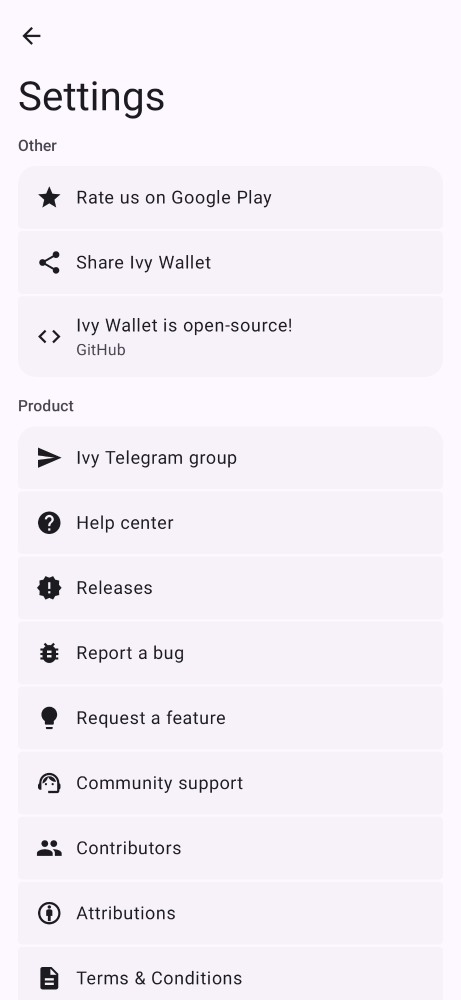 Settings
Other
Rate us on Google Play
Share Ivy Wallet
Ivy Wallet is open-source!
GitHub
Product
Ivy Telegram group
Help center
Releases
Report a bug
Request a feature
Community support
Contributors
Attributions
Terms & Conditions